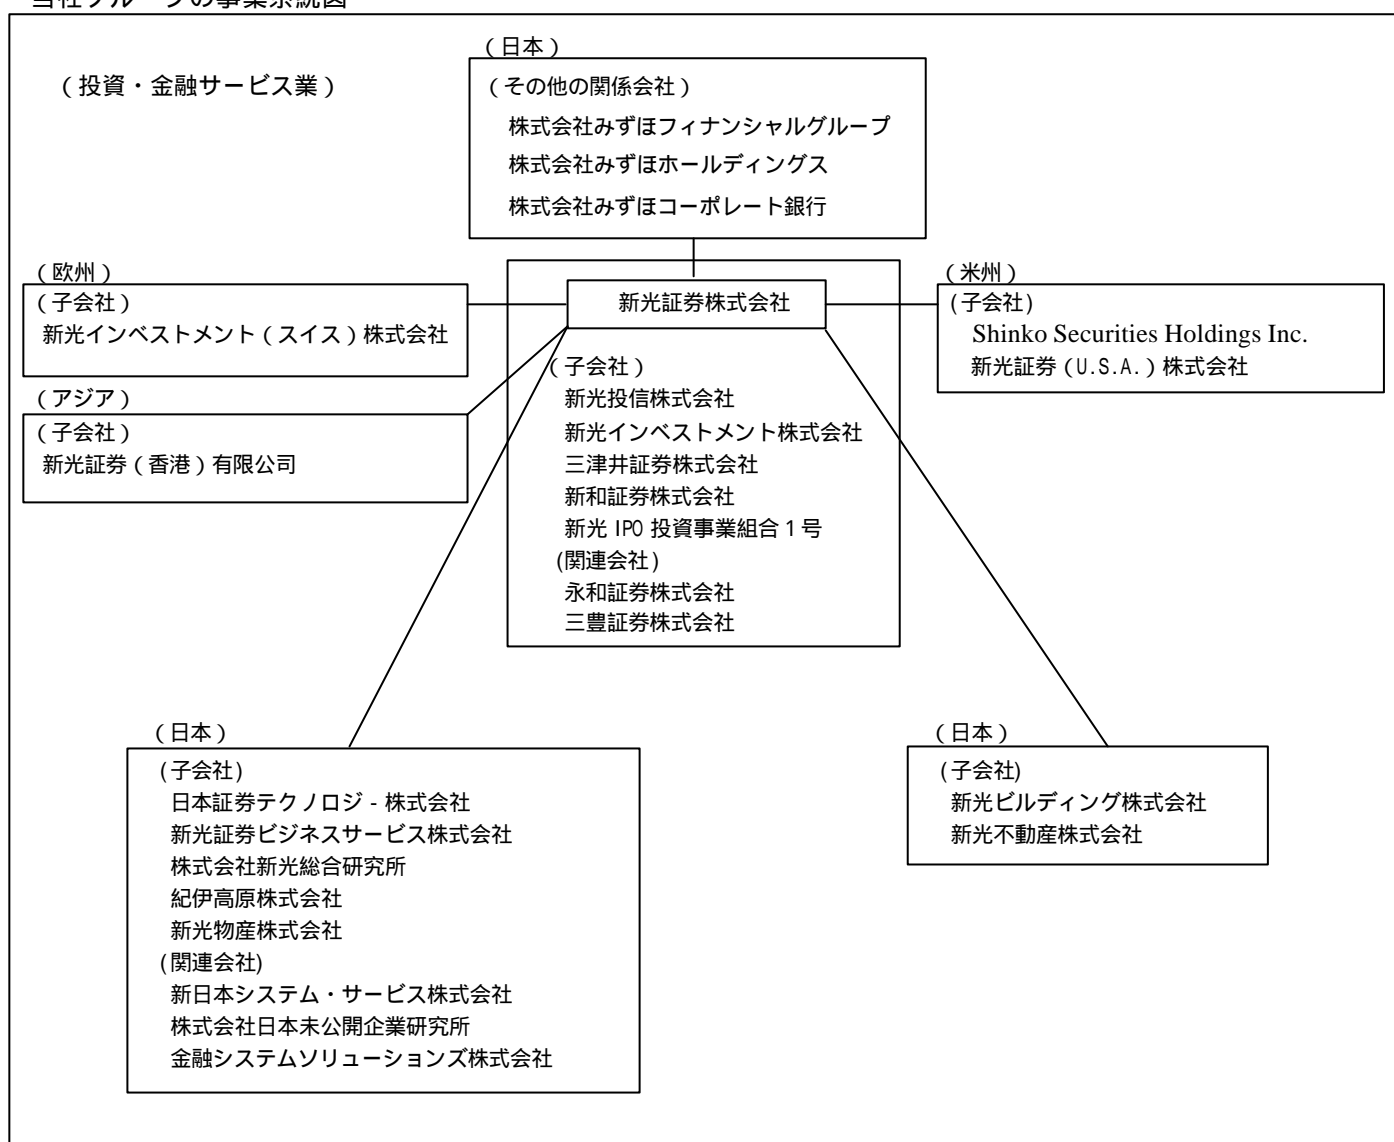 当社グループの事業系統図
（投資・金融サービス業）
（日本）
（その他の関係会社）
株式会社みずほフィナンシャルグループ
株式会社みずほホールディングス
株式会社みずほコーポレート銀行
（欧州）
（子会社）
新光インベストメント（スイス）株式会社
（アジア）
（子会社）
新光証券（香港）有限公司
新光証券株式会社
（子会社）
新光投信株式会社
新光インベストメント株式会社
三津井証券株式会社
新和証券株式会社
新光 IPO 投資事業組合１号
(関連会社)
永和証券株式会社
三豊証券株式会社
（米州）
(子会社)
Shinko Securities Holdings Inc.
新光証券（U.S.A.）株式会社
（日本）
(子会社)
日本証券テクノロジ - 株式会社
新光証券ビジネスサービス株式会社
株式会社新光総合研究所
紀伊高原株式会社
新光物産株式会社
(関連会社)
新日本システム・サービス株式会社
株式会社日本未公開企業研究所
金融システムソリューションズ株式会社
（日本）
(子会社)
新光ビルディング株式会社
新光不動産株式会社